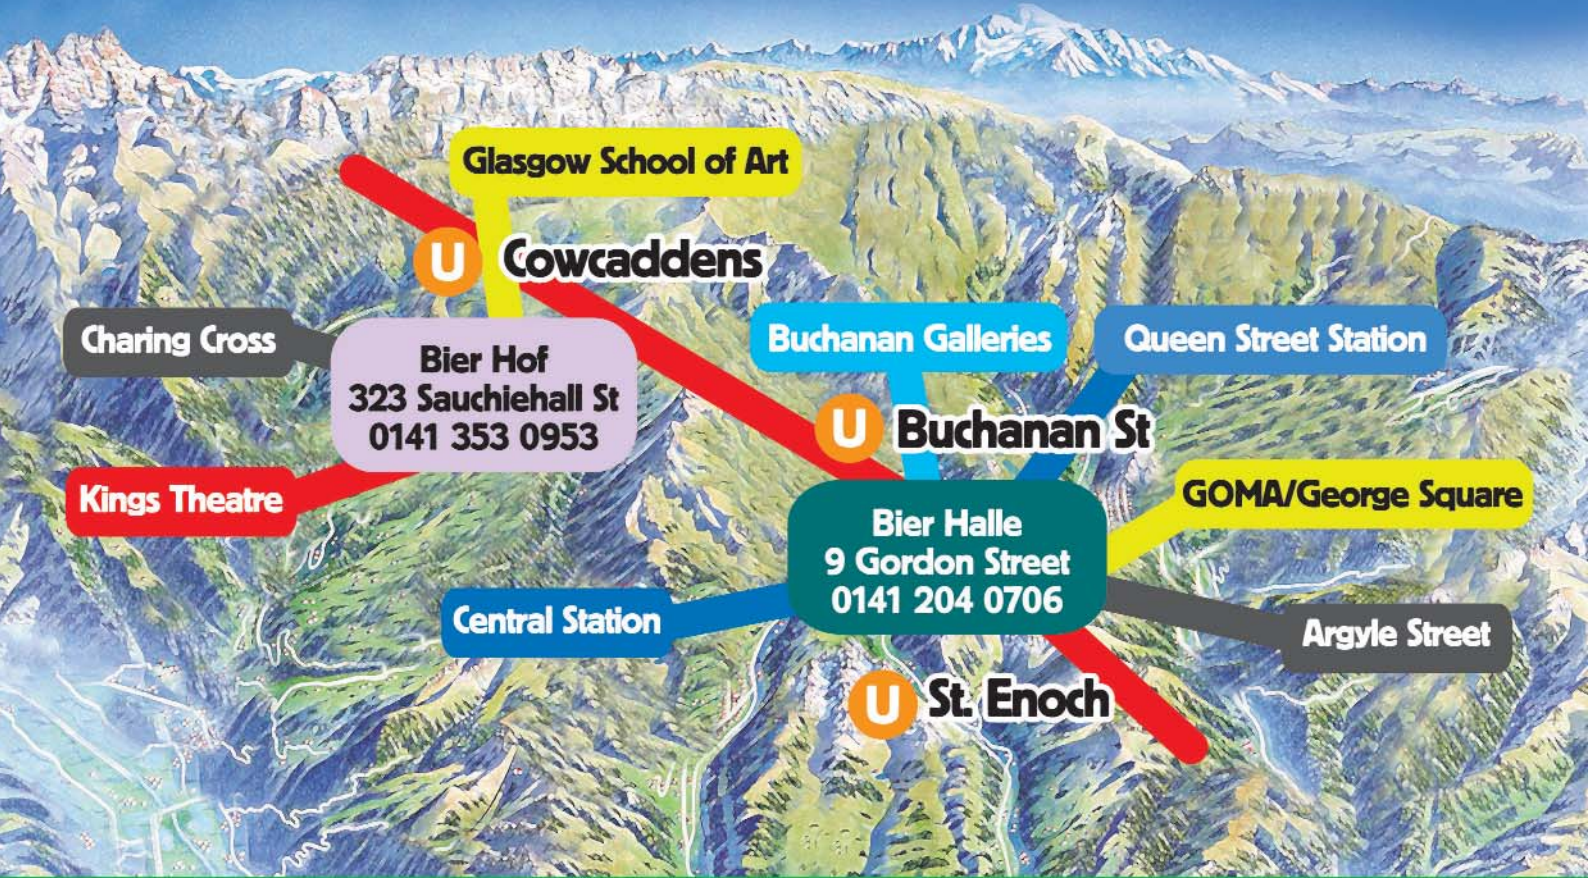 Glasgow School of Art
U Cowcaddens
Charing Cross
Bier Hof
323 Sauchiehall St
0141 353 0953
Buchanan Galleries
Queen Street Station
U Buchanan St
Kings Theatre
GOMA/George Square
Bier Halle
9 Gordon Street
0141 204 0706
Central Station
Argyle Street
U St. Enoch